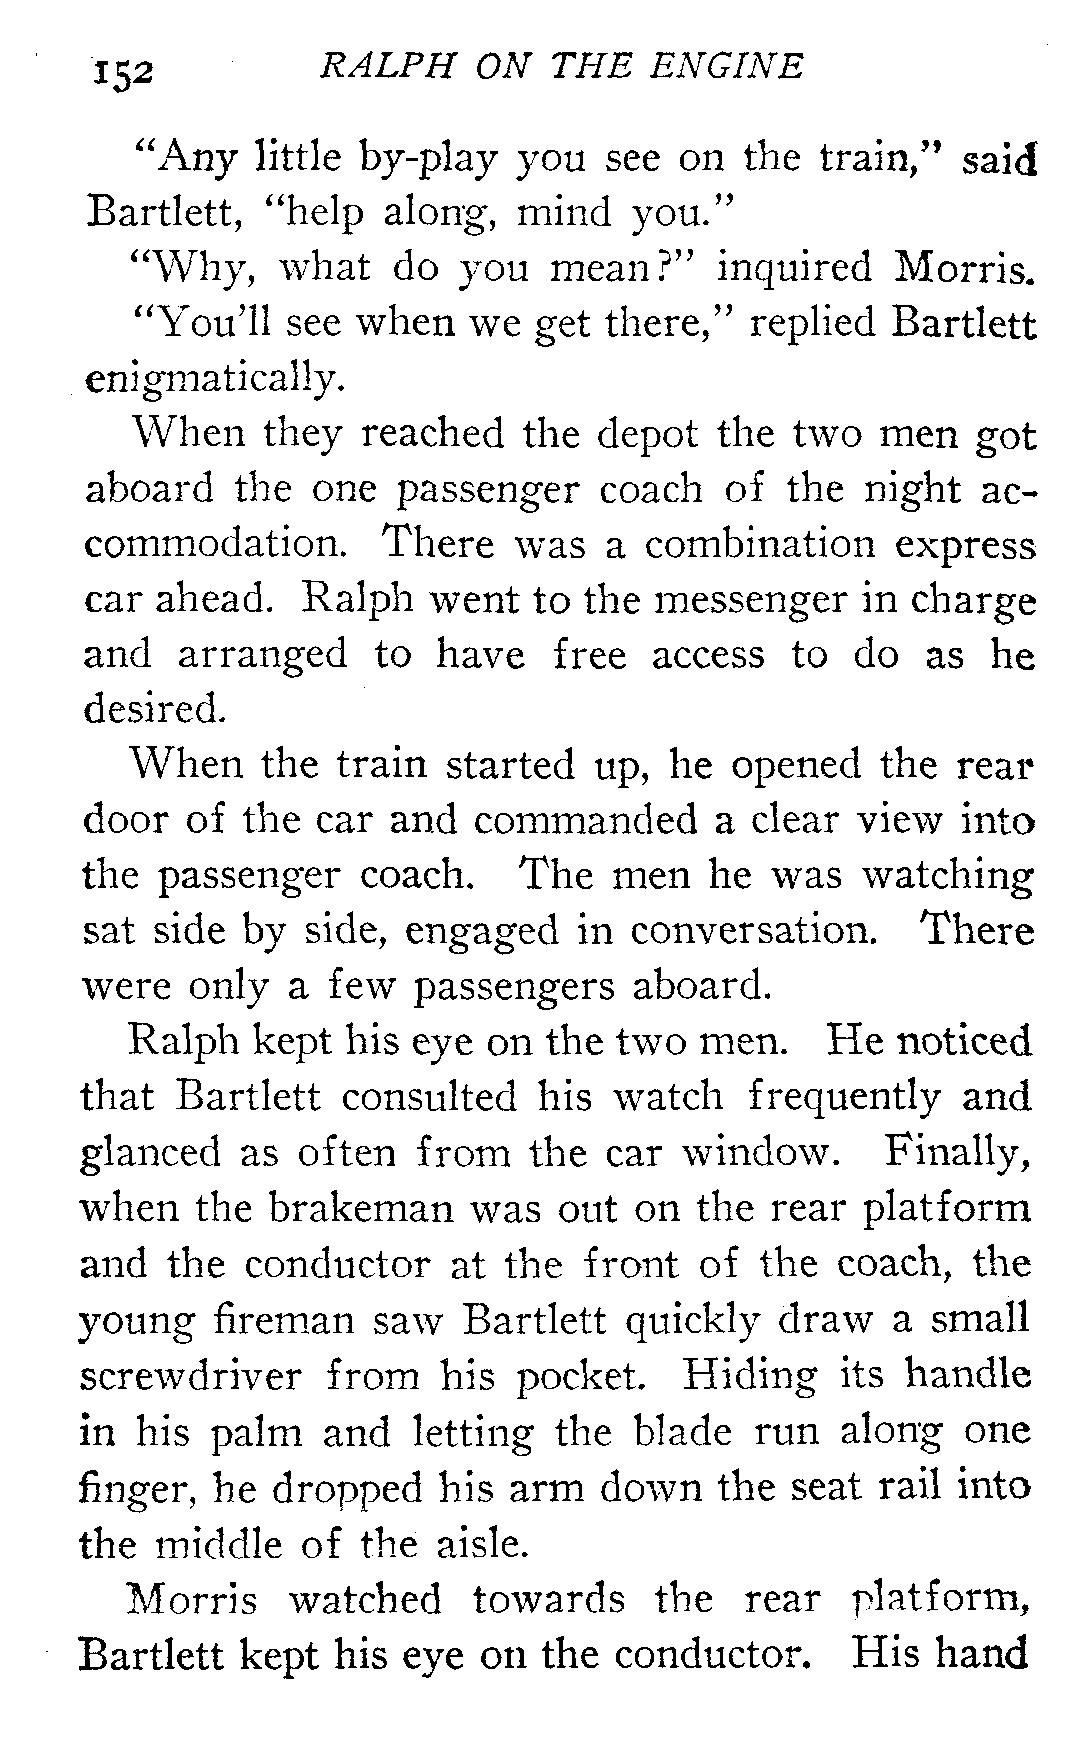 152 RALPH ON THE ENGINE
"Any little by-play you see on the train," said
Bartlett, "help along, mind you."
"Why, what do you mean?" inquired Morris.
"You'll see when we get there," replied Bartlett
enigmatically.
When they reached the depot the two men got
aboard the one passenger coach of the night ac-
commodation. There was a combination express
car ahead. Ralph went to the messenger in charge
and arranged to have free access to do as he
desired.
When the train started up, he opened the rear
door of the car and commanded a clear view into
the passenger coach. The men he was watching
sat side by side, engaged in conversation. There
were only a few passengers aboard.
Ralph kept his eye on the two men. He noticed
that Bartlett consulted his watch frequently and
glanced as often from the car window. Finally,
when the brakeman was out on the rear platform
and the conductor at the front of the coach, the
young fireman saw Bartlett quickly draw a small
screwdriver from his pocket. Hiding its handle
in his palm and letting the blade run along one
finger, he dropped his arm down the seat rail into
the middle of the aisle.
Morris watched towards the rear platform,
Bartlett kept his eye on the conductor. His hand